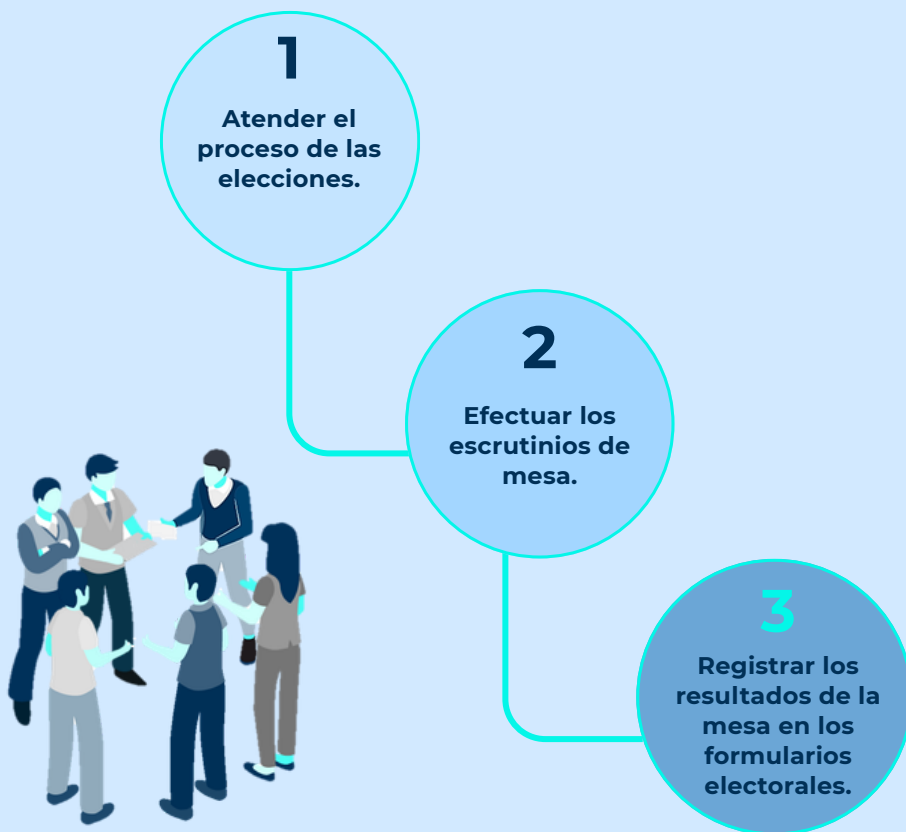 1
Atender el
proceso de las
elecciones.
2
Efectuar los
escrutinios de
mesa.
3
Registrar los
resultados de la
mesa en los
formularios
electorales.